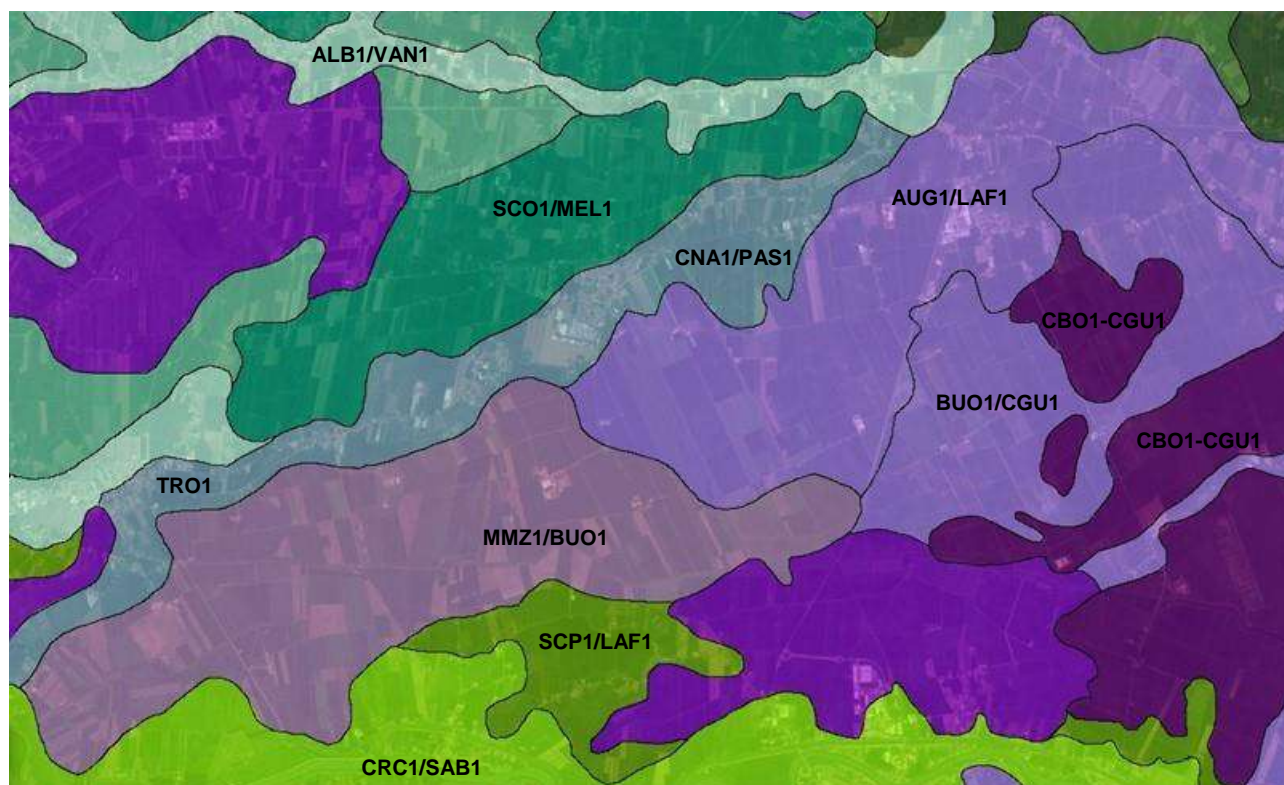 ALB1/VAN1
AUG1/LAF1
SCO1/MEL1
CNA1/PAS1
CBO1-CGU1
BUO1/CGU1
CBO1-CGU1
TRO1
MMZ1/BUO1
SCP1/LAF1
CRC1/SAB1